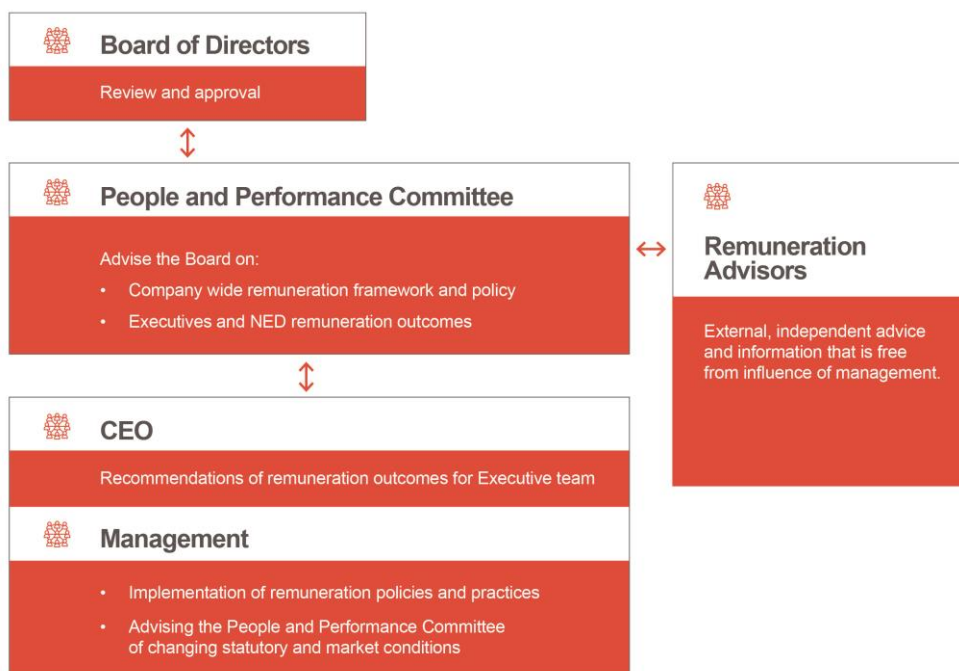 Board of Directors
Review and approval
People and Performance Committee
Advise the Board on:
• Company wide remuneration framework and policy
• Executives and NED remuneration outcomes
Remuneration
Advisors
External, independent advice
and information that is free
from influence of management.
CEO
Recommendations of remuneration outcomes for Executive team
Management
• Implementation of remuneration policies and practices
• Advising the People and Performance Committee
of changing statutory and market conditions